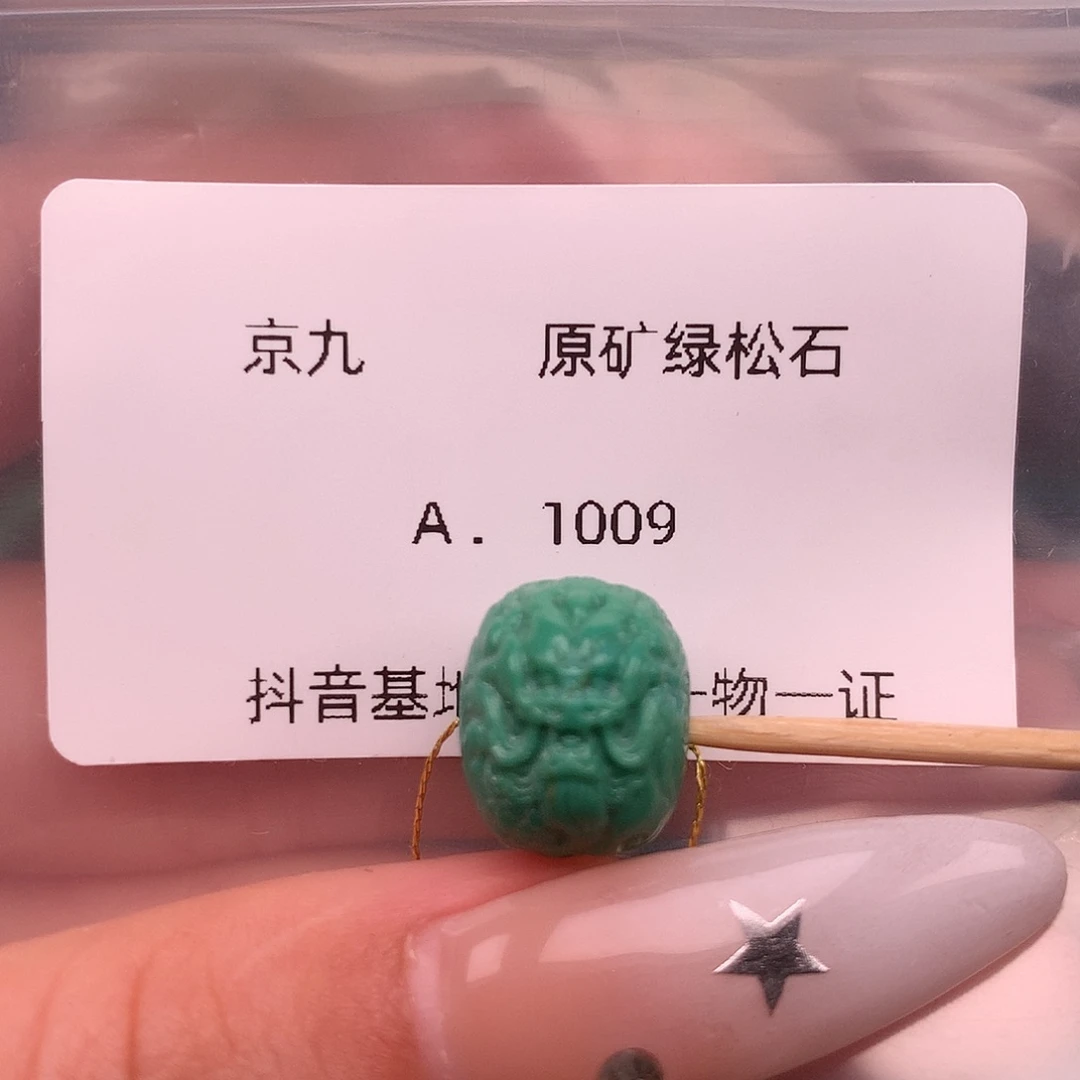 京九 原矿绿松石
A. 1009
抖音基 物一证